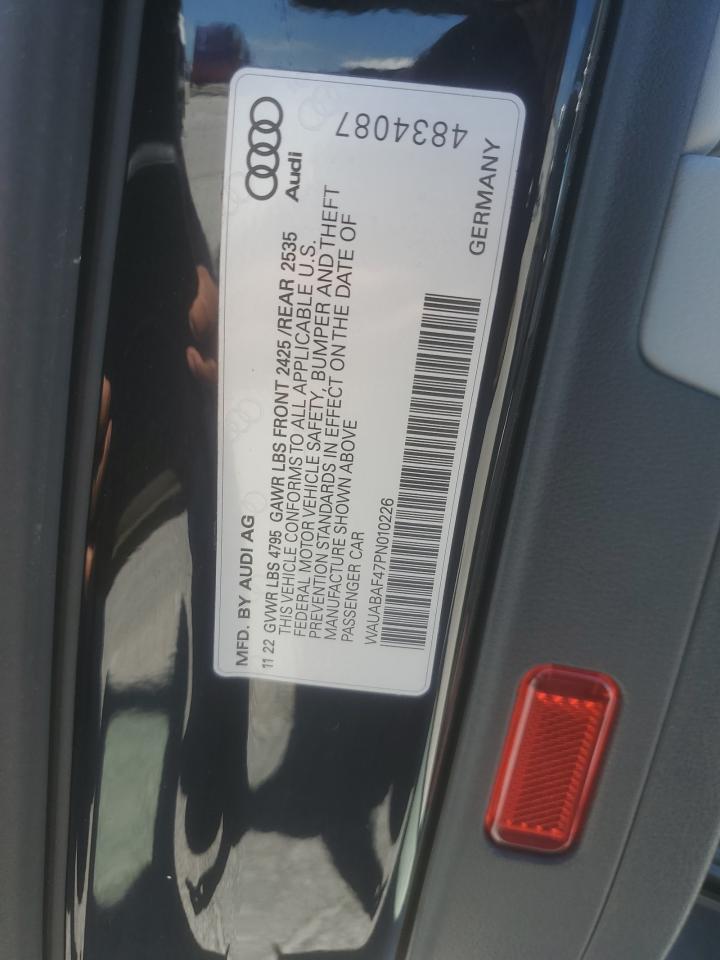 Audi
4834087
GERMANY
MFD. BY AUDI AG
11 22 GVWR LBS 4795 GAWR LBS FRONT 2425 /REAR 2535
THIS VEHICLE CONFORMS TO ALL APPLICABLE U.S.
FEDERAL MOTOR VEHICLE SAFETY, BUMPER AND THEFT
PREVENTION STANDARDS IN EFFECT ON THE DATE OF
MANUFACTURE SHOWN ABOVE
PASSENGER CAR
WAUABAF47PN010226